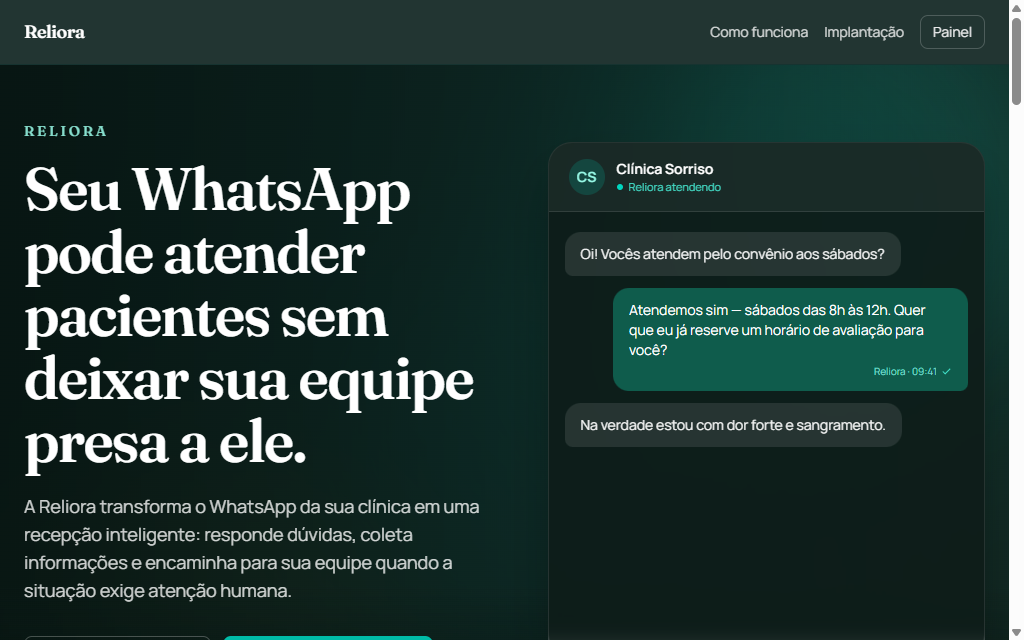 Reliora
Como funciona
Implantação
Painel
RELIORA
Seu WhatsApp
pode atender
pacientes sem
deixar sua equipe
presa a ele.
A Reliora transforma o WhatsApp da sua clínica em uma
recepção inteligente: responde dúvidas, coleta
informações e encaminha para sua equipe quando a
situação exige atenção humana.
CS
Clínica Sorriso
Reliora atendendo
Oi! Vocês atendem pelo convênio aos sábados?
Atendemos sim — sábados das 8h às 12h. Quer
que eu já reserve um horário de avaliação para
você?
Reliora · 09:41 ✓
Na verdade estou com dor forte e sangramento.